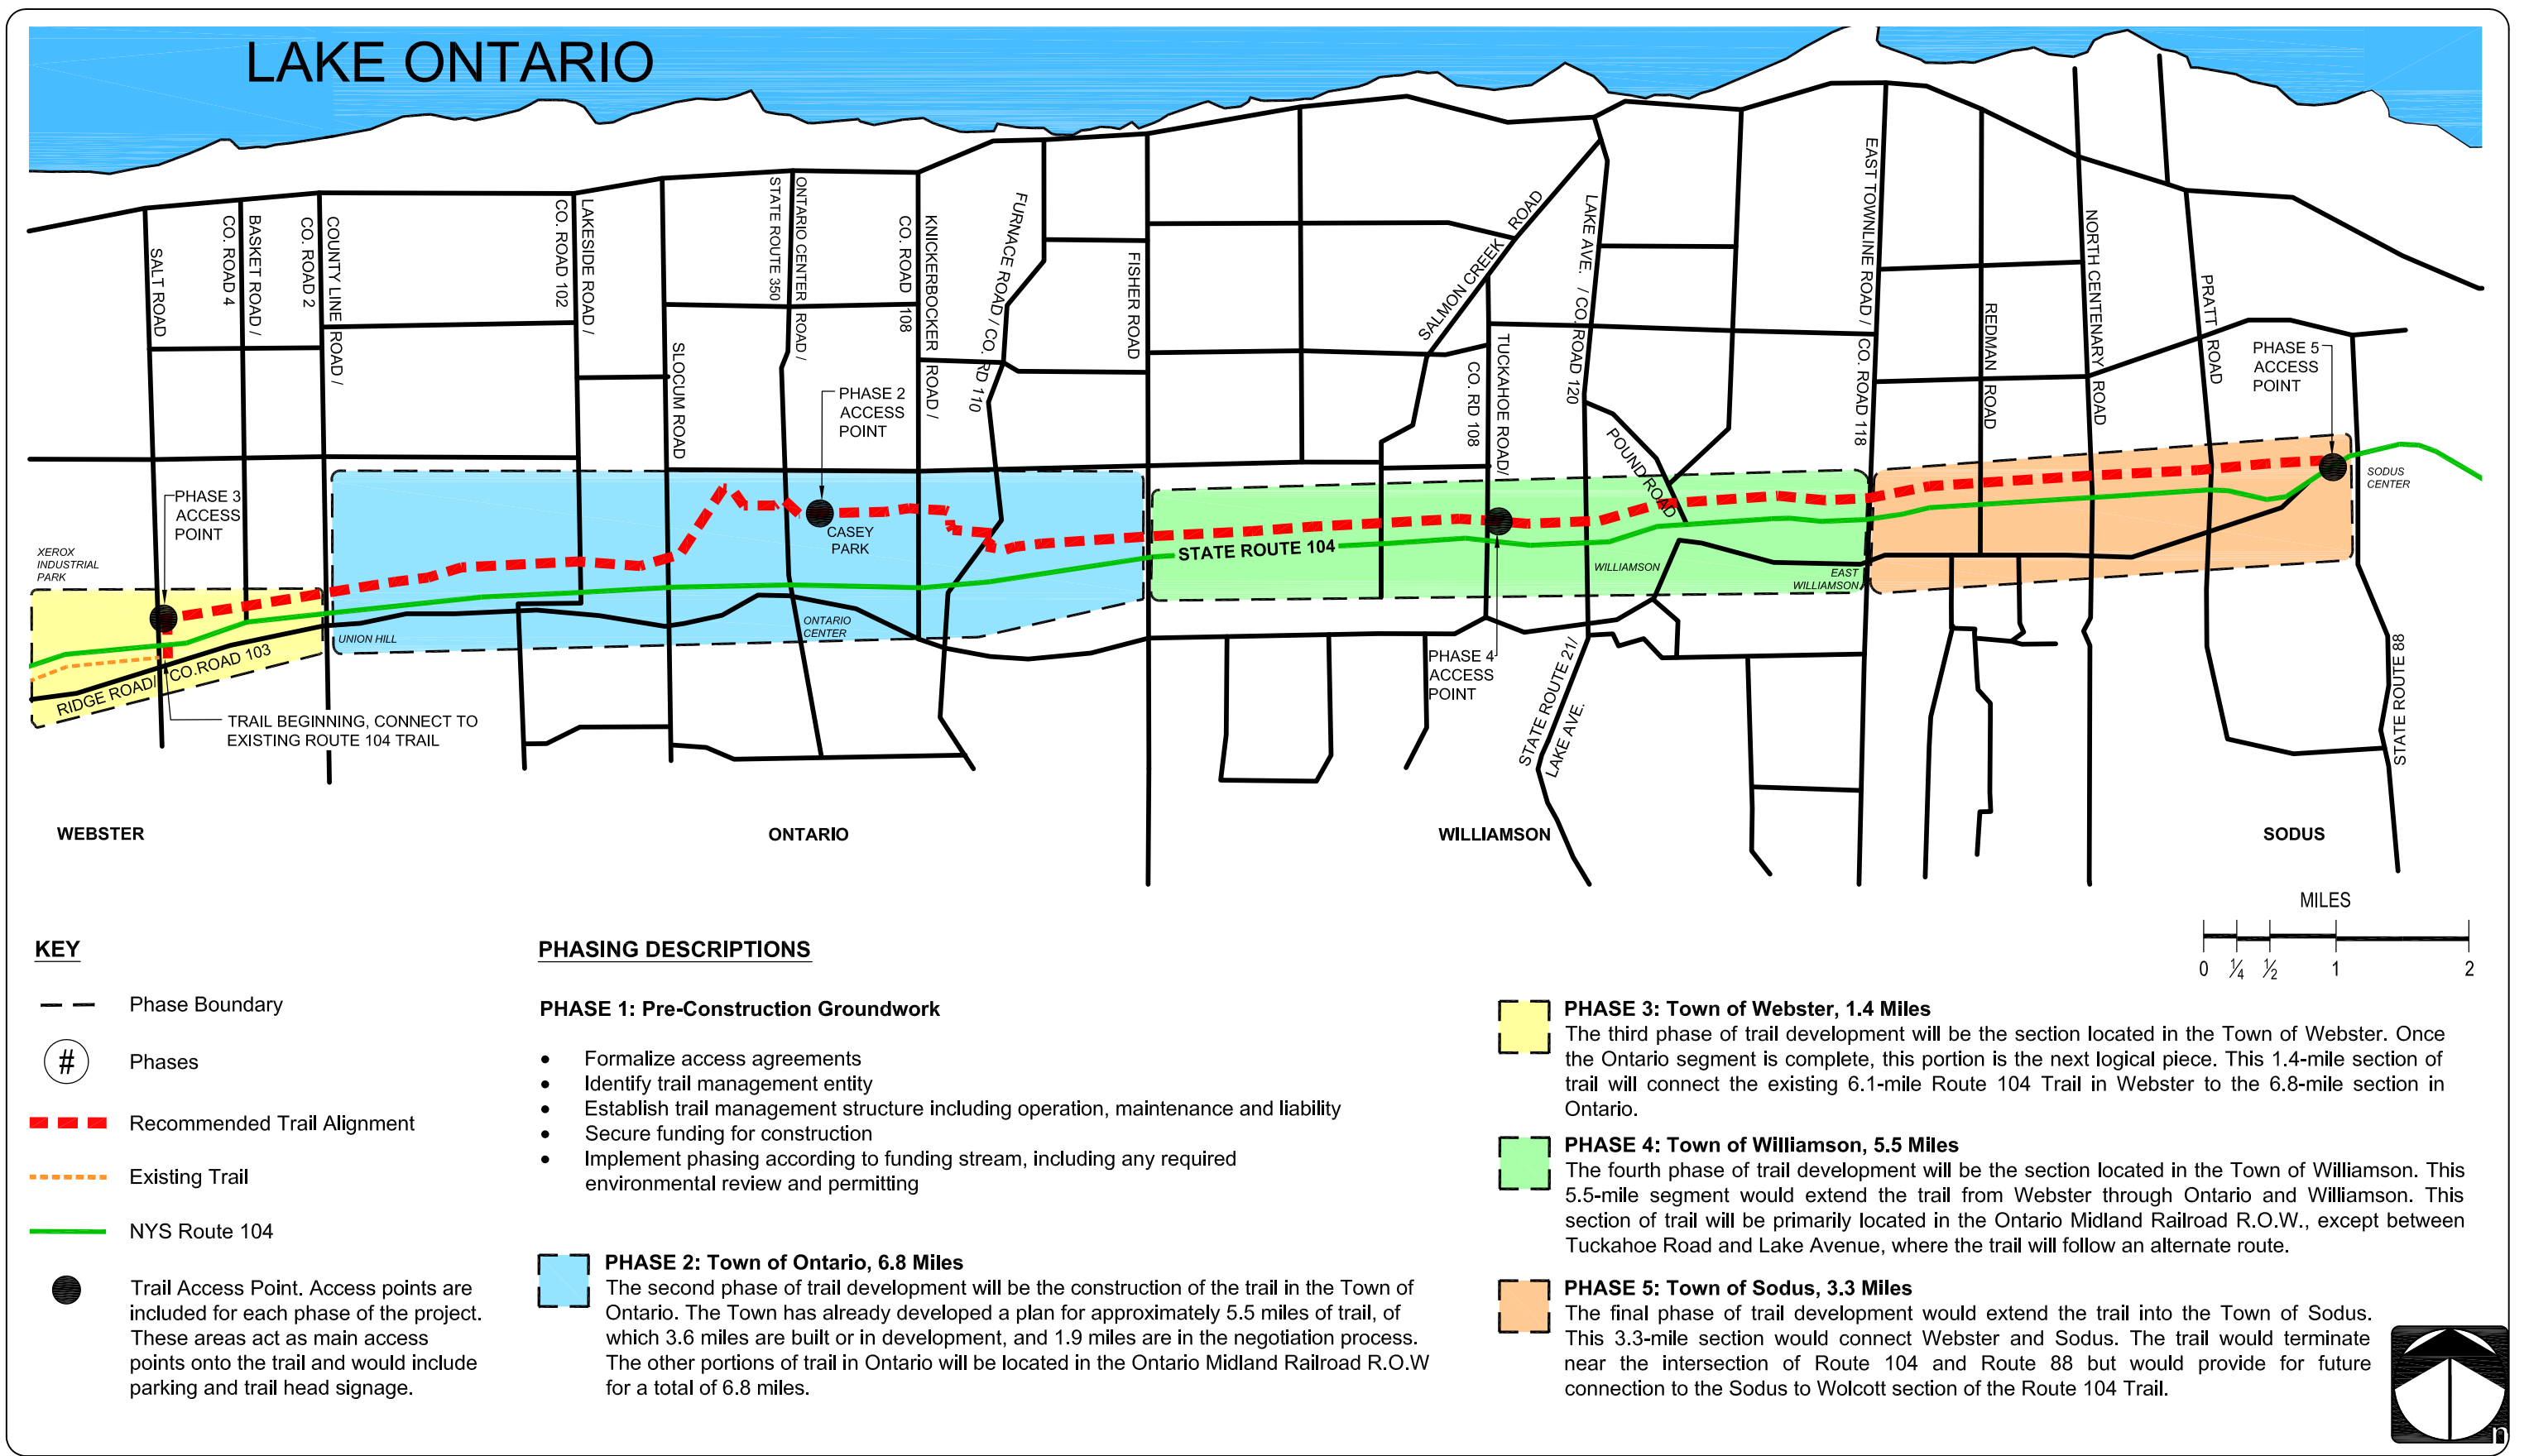 LAKE ONTARIO
SALT ROAD
CO. ROAD 4
BASKET ROAD /
CO. ROAD 2
COUNTY LINE ROAD /
CO. ROAD 102
LAKESIDE ROAD /
SLOCUM ROAD
STATE ROUTE 350
ONTARIO CENTER ROAD /
CO. ROAD 108
KNICKERBOCKER ROAD /
FURNACE ROAD / CO. RD 110
FISHER ROAD
SALMON CREEK ROAD
CO. RD 108
TUCKAHOE ROAD/
LAKE AVE. / CO. ROAD 120
POUND ROAD
EAST TOWNLINE ROAD / CO. ROAD 118
REDMAN ROAD
NORTH CENTENARY ROAD
PRATT ROAD
PHASE 5
ACCESS
POINT
PHASE 2
ACCESS
POINT
PHASE 3
ACCESS
POINT
CASEY
PARK
SODUS
CENTER
XEROX
INDUSTRIAL
PARK
STATE ROUTE 104
WILLIAMSON
EAST
WILLIAMSON
UNION HILL
ONTARIO
CENTER
RIDGE ROAD/ CO.ROAD 103
PHASE 4
ACCESS
POINT
STATE ROUTE 21/
LAKE AVE.
STATE ROUTE 88
TRAIL BEGINNING, CONNECT TO
EXISTING ROUTE 104 TRAIL
WEBSTER
ONTARIO
WILLIAMSON
SODUS
MILES
0 ¼ ½ 1 2
KEY
Phase Boundary
# Phases
Recommended Trail Alignment
Existing Trail
NYS Route 104
Trail Access Point. Access points are
included for each phase of the project.
These areas act as main access
points onto the trail and would include
parking and trail head signage.
PHASING DESCRIPTIONS
PHASE 1: Pre-Construction Groundwork
• Formalize access agreements
• Identify trail management entity
• Establish trail management structure including operation, maintenance and liability
• Secure funding for construction
• Implement phasing according to funding stream, including any required
environmental review and permitting
PHASE 2: Town of Ontario, 6.8 Miles
The second phase of trail development will be the construction of the trail in the Town of
Ontario. The Town has already developed a plan for approximately 5.5 miles of trail, of
which 3.6 miles are built or in development, and 1.9 miles are in the negotiation process.
The other portions of trail in Ontario will be located in the Ontario Midland Railroad R.O.W
for a total of 6.8 miles.
PHASE 3: Town of Webster, 1.4 Miles
The third phase of trail development will be the section located in the Town of Webster. Once
the Ontario segment is complete, this portion is the next logical piece. This 1.4-mile section of
trail will connect the existing 6.1-mile Route 104 Trail in Webster to the 6.8-mile section in
Ontario.
PHASE 4: Town of Williamson, 5.5 Miles
The fourth phase of trail development will be the section located in the Town of Williamson. This
5.5-mile segment would extend the trail from Webster through Ontario and Williamson. This
section of trail will be primarily located in the Ontario Midland Railroad R.O.W., except between
Tuckahoe Road and Lake Avenue, where the trail will follow an alternate route.
PHASE 5: Town of Sodus, 3.3 Miles
The final phase of trail development would extend the trail into the Town of Sodus.
This 3.3-mile section would connect Webster and Sodus. The trail would terminate
near the intersection of Route 104 and Route 88 but would provide for future
connection to the Sodus to Wolcott section of the Route 104 Trail.
n